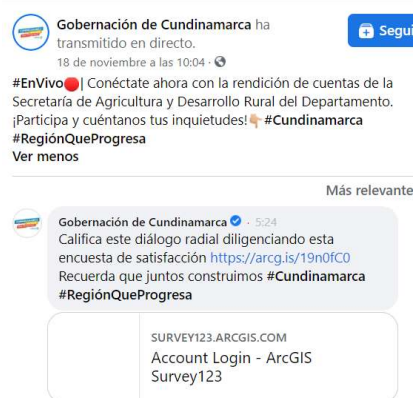 Gobernación de Cundinamarca ha
transmitido en directo.
18 de noviembre a las 10:04 ·
Segui
#EnVivo🔴| Conéctate ahora con la rendición de cuentas de la
Secretaría de Agricultura y Desarrollo Rural del Departamento.
¡Participa y cuéntanos tus inquietudes!👇🏼#Cundinamarca
#RegiónQueProgresa
Ver menos
Más relevante
Gobernación de Cundinamarca · 5:24
Califica este diálogo radial diligenciando esta
encuesta de satisfacción https://arcg.is/19n0fC0
Recuerda que juntos construimos #Cundinamarca
#RegiónQueProgresa
SURVEY123.ARCGIS.COM
Account Login - ArcGIS
Survey123